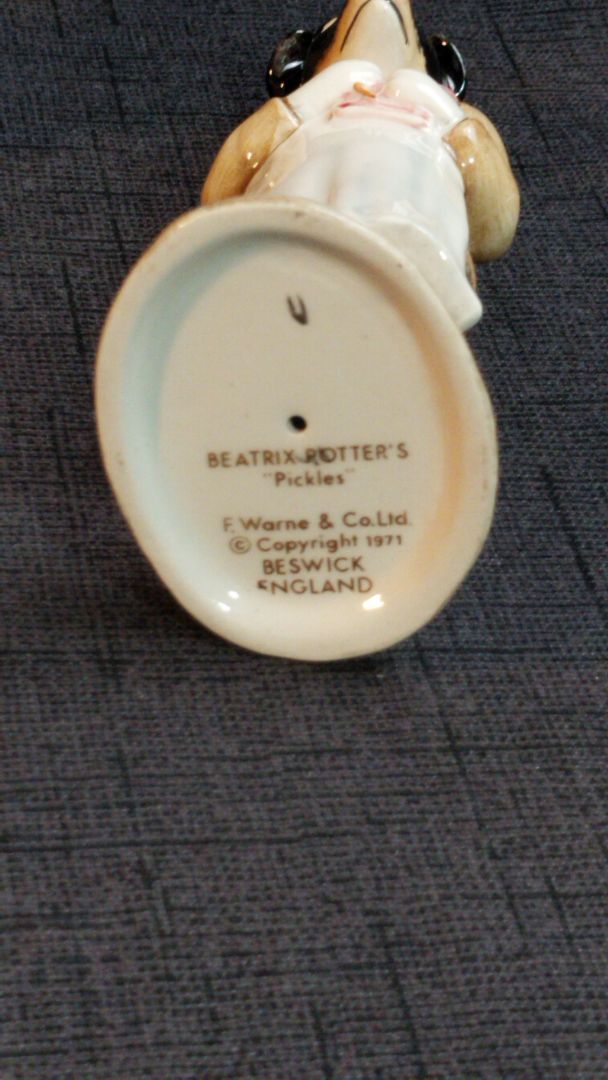 U
BEATRIX POTTER'S
"Pickles"
F. Warne & Co. Ltd.
© Copyright 1971
BESWICK
ENGLAND